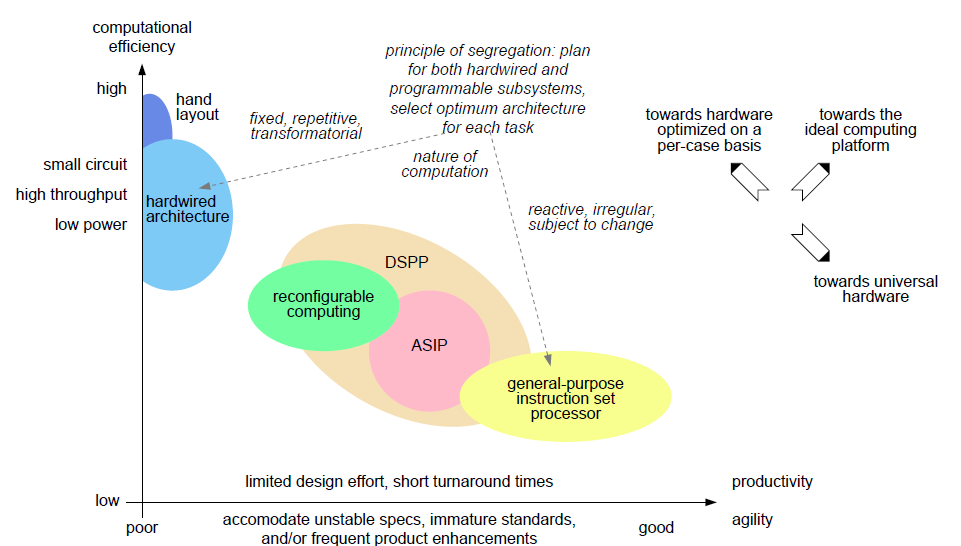 computational
efficiency
high
hand
layout
small circuit
high throughput
low power
hardwired
architecture
fixed, repetitive,
transformatorial
principle of segregation: plan
for both hardwired and
programmable subsystems,
select optimum architecture
for each task
nature of
computation
reactive, irregular,
subject to change
towards hardware
optimized on a
per-case basis
towards the
ideal computing
platform
towards universal
hardware
DSPP
reconfigurable
computing
ASIP
general-purpose
instruction set
processor
low
poor
limited design effort, short turnaround times
productivity
accomodate unstable specs, immature standards,
and/or frequent product enhancements
good
agility